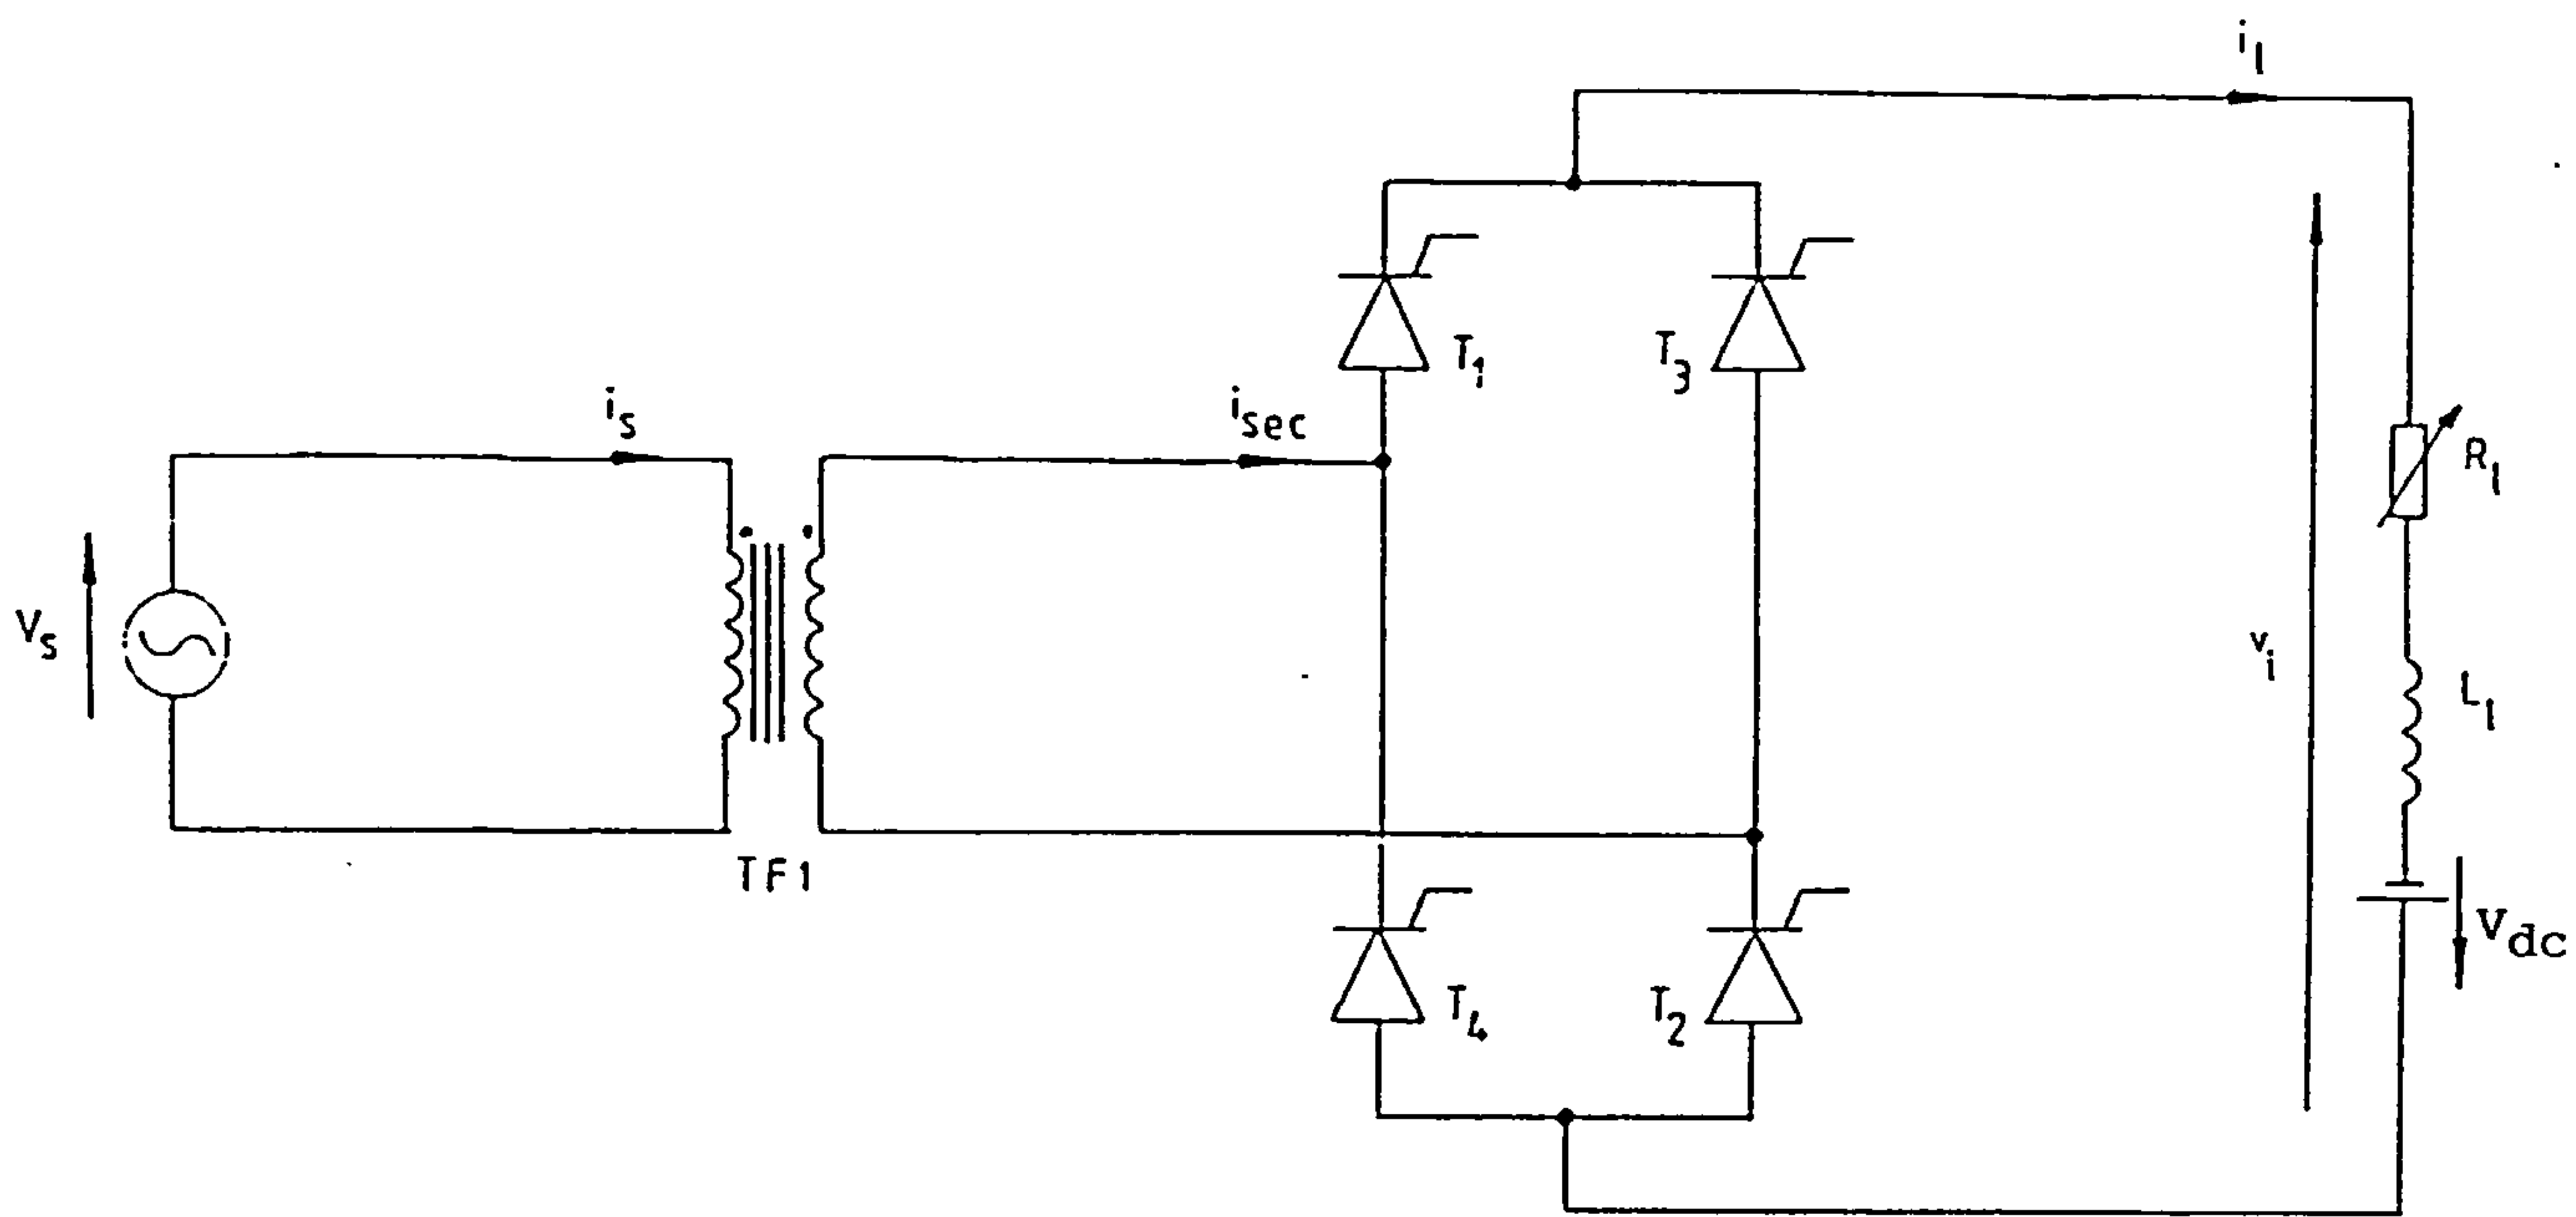 i_l
T_1
T_3
i_s
i_sec
R_l
V_s
v_i
L_l
TF1
V_dc
T_4
T_2